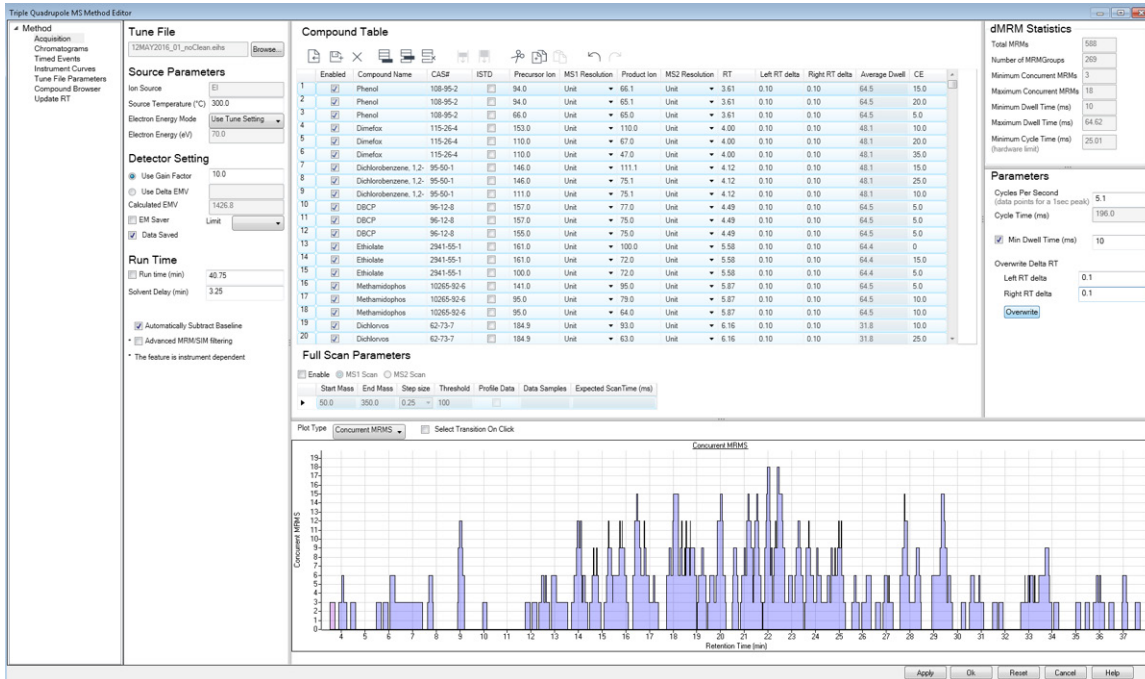 Triple Quadrupole MS Method Editor
Method
Acquisition
Chromatograms
Timed Events
Instrument Curves
Tune File Parameters
Compound Browser
Update RT
Tune File
12MAY2016_01_noClean.eihs Browse...
Source Parameters
Ion Source EI
Source Temperature (°C) 300.0
Electron Energy Mode Use Tune Setting
Electron Energy (eV) 70.0
Detector Setting
Use Gain Factor 10.0
Use Delta EMV
Calculated EMV 1426.8
EM Saver Limit
Data Saved
Run Time
Run time (min) 40.75
Solvent Delay (min) 3.25
Automatically Subtract Baseline
* Advanced MRM/SIM filtering
* The feature is instrument dependent
Compound Table
Enabled Compound Name CAS# ISTD Precursor Ion MS1 Resolution Product Ion MS2 Resolution RT Left RT delta Right RT delta Average Dwell CE
1 Phenol 108-95-2 94.0 Unit 66.1 Unit 3.61 0.10 0.10 64.5 15.0
2 Phenol 108-95-2 94.0 Unit 65.1 Unit 3.61 0.10 0.10 64.5 20.0
3 Phenol 108-95-2 66.0 Unit 65.0 Unit 3.61 0.10 0.10 64.5 5.0
4 Dimefox 115-26-4 153.0 Unit 110.0 Unit 4.00 0.10 0.10 48.1 10.0
5 Dimefox 115-26-4 110.0 Unit 67.0 Unit 4.00 0.10 0.10 48.1 20.0
6 Dimefox 115-26-4 110.0 Unit 47.0 Unit 4.00 0.10 0.10 48.1 35.0
7 Dichlorobenzene, 1,2- 95-50-1 146.0 Unit 111.1 Unit 4.12 0.10 0.10 48.1 15.0
8 Dichlorobenzene, 1,2- 95-50-1 146.0 Unit 75.1 Unit 4.12 0.10 0.10 48.1 25.0
9 Dichlorobenzene, 1,2- 95-50-1 111.0 Unit 75.1 Unit 4.12 0.10 0.10 48.1 10.0
10 DBCP 96-12-8 157.0 Unit 77.0 Unit 4.49 0.10 0.10 64.5 5.0
11 DBCP 96-12-8 157.0 Unit 75.0 Unit 4.49 0.10 0.10 64.5 5.0
12 DBCP 96-12-8 155.0 Unit 75.0 Unit 4.49 0.10 0.10 64.5 5.0
13 Ethiolate 2941-55-1 161.0 Unit 100.0 Unit 5.58 0.10 0.10 64.4 0
14 Ethiolate 2941-55-1 161.0 Unit 72.0 Unit 5.58 0.10 0.10 64.4 15.0
15 Ethiolate 2941-55-1 100.0 Unit 72.0 Unit 5.58 0.10 0.10 64.4 5.0
16 Methamidophos 10265-92-6 141.0 Unit 95.0 Unit 5.87 0.10 0.10 64.5 5.0
17 Methamidophos 10265-92-6 95.0 Unit 79.0 Unit 5.87 0.10 0.10 64.5 10.0
18 Methamidophos 10265-92-6 95.0 Unit 64.0 Unit 5.87 0.10 0.10 64.5 10.0
19 Dichlorvos 62-73-7 184.9 Unit 93.0 Unit 6.16 0.10 0.10 31.8 10.0
20 Dichlorvos 62-73-7 184.9 Unit 63.0 Unit 6.16 0.10 0.10 31.8 25.0
Full Scan Parameters
Enable MS1 Scan MS2 Scan
Start Mass End Mass Step size Threshold Profile Data Data Samples Expected ScanTime (ms)
50.0 350.0 0.25 100
dMRM Statistics
Total MRMs 588
Number of MRMGroups 269
Minimum Concurrent MRMs 3
Maximum Concurrent MRMs 18
Minimum Dwell Time (ms) 10
Maximum Dwell Time (ms) 64.62
Minimum Cycle Time (ms) 25.01
(hardware limit)
Parameters
Cycles Per Second 5.1
(data points for a 1sec peak)
Cycle Time (ms) 196.0
Min Dwell Time (ms) 10
Overwrite Delta RT
Left RT delta 0.1
Right RT delta 0.1
Overwrite
Plot Type Concurrent MRMS Select Transition On Click
Concurrent MRMS
Concurrent MRMS
19
18
17
16
15
14
13
12
11
10
9
8
7
6
5
4
3
2
1
0
4 5 6 7 8 9 10 11 12 13 14 15 16 17 18 19 20 21 22 23 24 25 26 27 28 29 30 31 32 33 34 35 36 37
Retention Time (min)
Apply Ok Reset Cancel Help